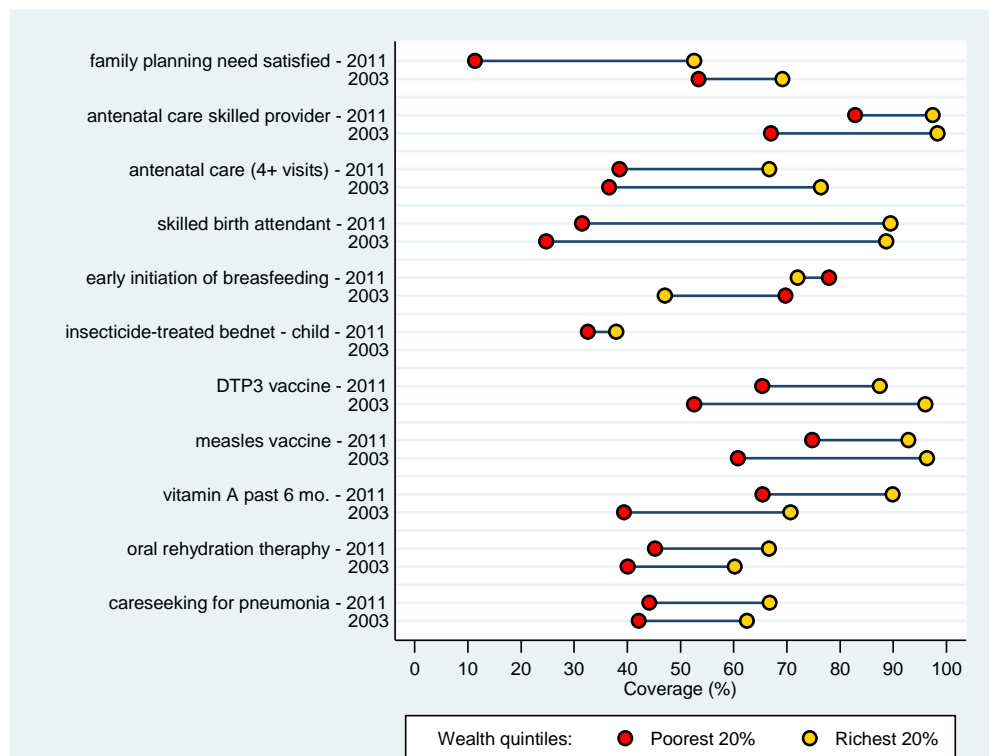 family planning need satisfied - 2011
2003
antenatal care skilled provider - 2011
2003
antenatal care (4+ visits) - 2011
2003
skilled birth attendant - 2011
2003
early initiation of breasfeeding - 2011
2003
insecticide-treated bednet - child - 2011
2003
DTP3 vaccine - 2011
2003
measles vaccine - 2011
2003
vitamin A past 6 mo. - 2011
2003
oral rehydration theraphy - 2011
2003
careseeking for pneumonia - 2011
2003
0 10 20 30 40 50 60 70 80 90 100
Coverage (%)
Wealth quintiles: Poorest 20% Richest 20%